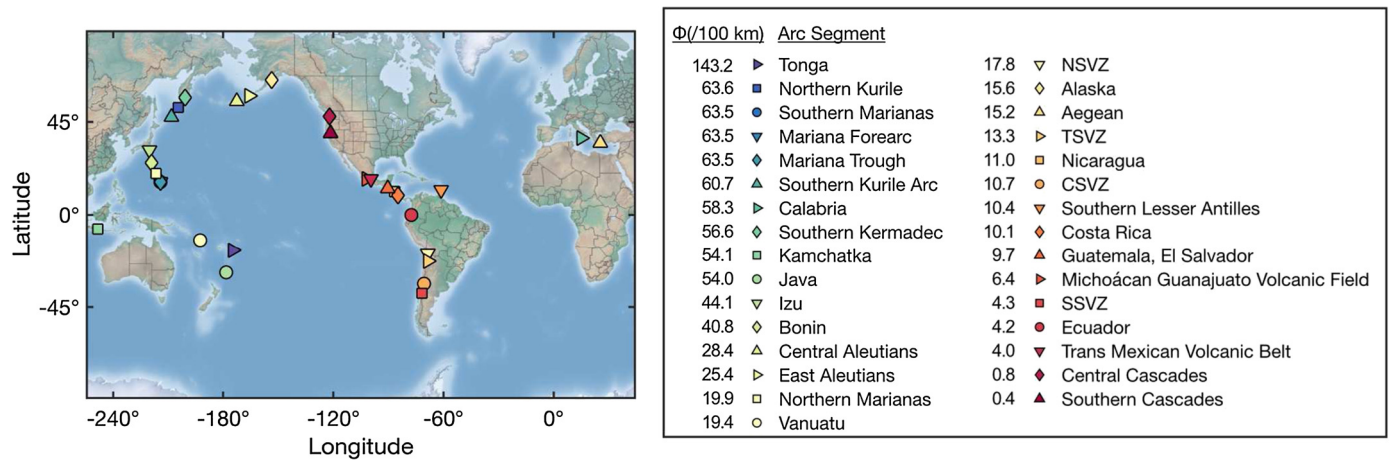 45°
0°
-45°
Latitude
-240° -180° -120° -60° 0°
Longitude
Φ(/100 km) Arc Segment
143.2 Tonga
63.6 Northern Kurile
63.5 Southern Marianas
63.5 Mariana Forearc
63.5 Mariana Trough
60.7 Southern Kurile Arc
58.3 Calabria
56.6 Southern Kermadec
54.1 Kamchatka
54.0 Java
44.1 Izu
40.8 Bonin
28.4 Central Aleutians
25.4 East Aleutians
19.9 Northern Marianas
19.4 Vanuatu
17.8 NSVZ
15.6 Alaska
15.2 Aegean
13.3 TSVZ
11.0 Nicaragua
10.7 CSVZ
10.4 Southern Lesser Antilles
10.1 Costa Rica
9.7 Guatemala, El Salvador
6.4 Michoácan Guanajuato Volcanic Field
4.3 SSVZ
4.2 Ecuador
4.0 Trans Mexican Volcanic Belt
0.8 Central Cascades
0.4 Southern Cascades